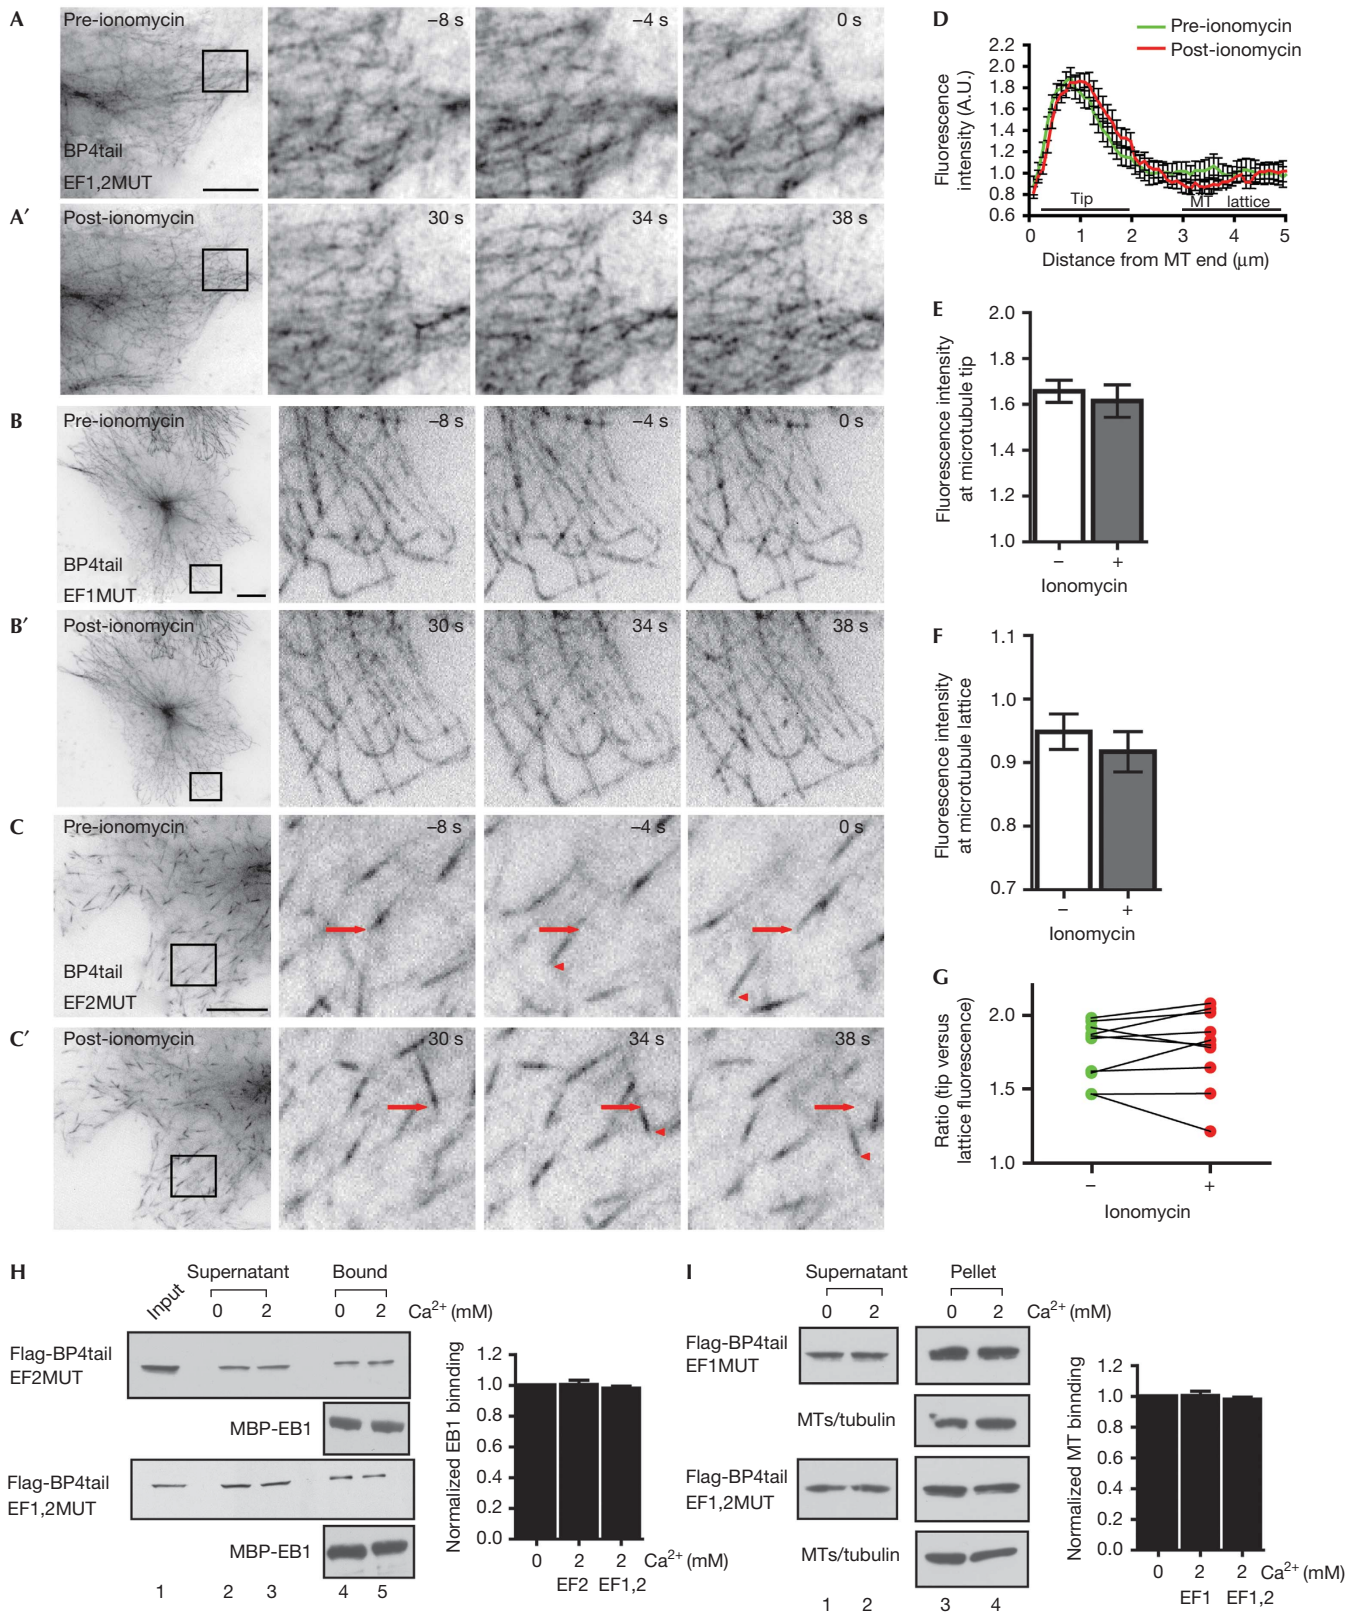 A
Pre-ionomycin
−8 s
−4 s
0 s
BP4tail
EF1,2MUT
A′
Post-ionomycin
30 s
34 s
38 s
B
Pre-ionomycin
−8 s
−4 s
0 s
BP4tail
EF1MUT
B′
Post-ionomycin
30 s
34 s
38 s
C
Pre-ionomycin
−8 s
−4 s
0 s
BP4tail
EF2MUT
C′
Post-ionomycin
30 s
34 s
38 s
D
Pre-ionomycin
Post-ionomycin
Fluorescence
intensity (A.U.)
2.2
2.0
1.8
1.6
1.4
1.2
1.0
0.8
0.6
Tip
MT lattice
0 1 2 3 4 5
Distance from MT end (µm)
E
Fluorescence intensity
at microtubule tip
2.0
1.8
1.6
1.4
1.2
1.0
− +
Ionomycin
F
Fluorescence intensity
at microtubule lattice
1.1
1.0
0.9
0.8
0.7
− +
Ionomycin
G
Ratio (tip versus
lattice fluorescence)
2.0
1.5
1.0
− +
Ionomycin
H
Input
Supernatant
Bound
0 2 0 2 Ca²⁺ (mM)
Flag-BP4tail
EF2MUT
MBP-EB1
Flag-BP4tail
EF1,2MUT
MBP-EB1
1 2 3 4 5
Normalized EB1 binnding
1.2
1.0
0.8
0.6
0.4
0.2
0.0
0 2 2 Ca²⁺ (mM)
EF2 EF1,2
I
Supernatant
Pellet
0 2 0 2 Ca²⁺ (mM)
Flag-BP4tail
EF1MUT
MTs/tubulin
Flag-BP4tail
EF1,2MUT
MTs/tubulin
1 2 3 4
Normalized MT binnding
1.2
1.0
0.8
0.6
0.4
0.2
0.0
0 2 2 Ca²⁺ (mM)
EF1 EF1,2